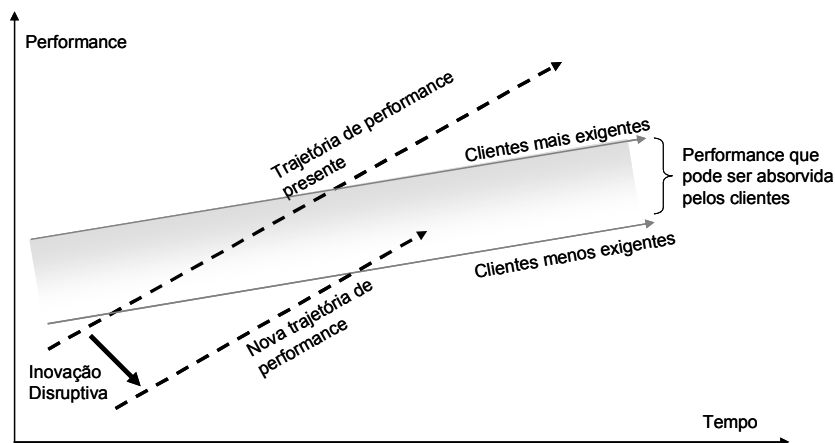 Performance
Trajetória de performance
presente
Clientes mais exigentes
Performance que
pode ser absorvida
pelos clientes
Clientes menos exigentes
Nova trajetória de
performance
Inovação
Disruptiva
Tempo